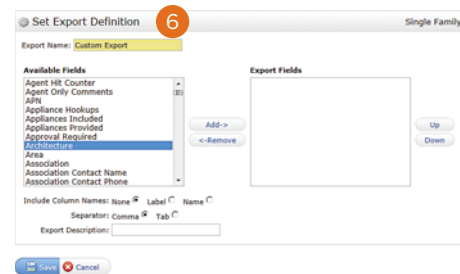 Set Export Definition
6
Single Family
Export Name: Custom Export
Available Fields
Export Fields
Agent Hit Counter
Agent Only Comments
APN
Appliance Hookups
Appliances Included
Appliances Provided
Approval Required
Architecture
Area
Association
Association Contact Name
Association Contact Phone
Add->
<-Remove
Up
Down
Include Column Names: None Label Name
Separator: Comma Tab
Export Description:
Save Cancel